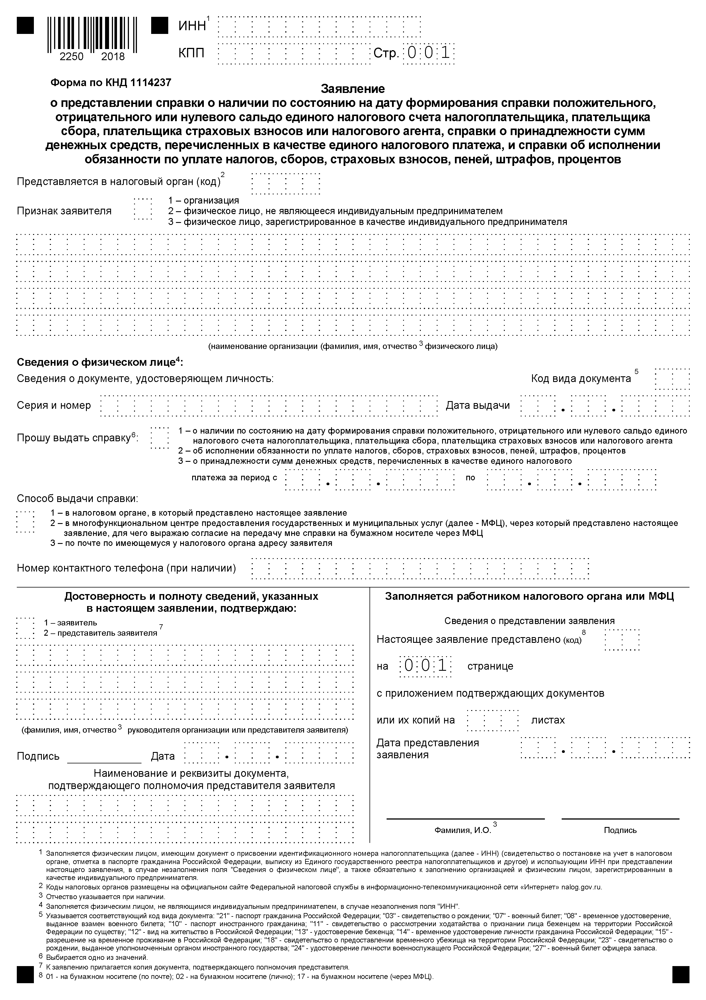 ИНН1
КПП Стр. 001
2250 2018
Форма по КНД 1114237
Заявление
о представлении справки о наличии по состоянию на дату формирования справки положительного,
отрицательного или нулевого сальдо единого налогового счета налогоплательщика, плательщика
сбора, плательщика страховых взносов или налогового агента, справки о принадлежности сумм
денежных средств, перечисленных в качестве единого налогового платежа, и справки об исполнении
обязанности по уплате налогов, сборов, страховых взносов, пеней, штрафов, процентов
Представляется в налоговый орган (код)2
1 – организация
Признак заявителя 2 – физическое лицо, не являющееся индивидуальным предпринимателем
3 – физическое лицо, зарегистрированное в качестве индивидуального предпринимателя
(наименование организации (фамилия, имя, отчество 3 физического лица)
Сведения о физическом лице4:
Сведения о документе, удостоверяющем личность: Код вида документа 5
Серия и номер Дата выдачи . .
Прошу выдать справку6: 1 – о наличии по состоянию на дату формирования справки положительного, отрицательного или нулевого сальдо единого
налогового счета налогоплательщика, плательщика сбора, плательщика страховых взносов или налогового агента
2 – об исполнении обязанности по уплате налогов, сборов, страховых взносов, пеней, штрафов, процентов
3 – о принадлежности сумм денежных средств, перечисленных в качестве единого налогового
платежа за период с . . по . .
Способ выдачи справки:
1 – в налоговом органе, в который представлено настоящее заявление
2 – в многофункциональном центре предоставления государственных и муниципальных услуг (далее - МФЦ), через который представлено настоящее
заявление, для чего выражаю согласие на передачу мне справки на бумажном носителе через МФЦ
3 – по почте по имеющемуся у налогового органа адресу заявителя
Номер контактного телефона (при наличии)
Достоверность и полноту сведений, указанных
в настоящем заявлении, подтверждаю:
1 – заявитель
2 – представитель заявителя 7
(фамилия, имя, отчество 3 руководителя организации или представителя заявителя)
Подпись Дата . .
Наименование и реквизиты документа,
подтверждающего полномочия представителя заявителя
Заполняется работником налогового органа или МФЦ
Сведения о представлении заявления
Настоящее заявление представлено (код)8
на 001 странице
с приложением подтверждающих документов
или их копий на листах
Дата представления
заявления . .
Фамилия, И.О. 3 Подпись
1 Заполняется физическим лицом, имеющим документ о присвоении идентификационного номера налогоплательщика (далее - ИНН) (свидетельство о постановке на учет в налоговом
органе, отметка в паспорте гражданина Российской Федерации, выписку из Единого государственного реестра налогоплательщиков и другое) и использующим ИНН при представлении
настоящего заявления, в случае незаполнения поля "Сведения о физическом лице", а также обязательно к заполнению организацией и физическим лицом, зарегистрированным в
качестве индивидуального предпринимателя.
2 Коды налоговых органов размещены на официальном сайте Федеральной налоговой службы в информационно-телекоммуникационной сети «Интернет» nalog.gov.ru.
3 Отчество указывается при наличии.
4 Заполняется физическим лицом, не являющимся индивидуальным предпринимателем, в случае незаполнения поля "ИНН".
5 Указывается соответствующий код вида документа: "21" - паспорт гражданина Российской Федерации; "03" - свидетельство о рождении; "07" - военный билет; "08" - временное удостоверение,
выданное взамен военного билета; "10" - паспорт иностранного гражданина; "11" - свидетельство о рассмотрении ходатайства о признании лица беженцем на территории Российской
Федерации по существу; "12" - вид на жительство в Российской Федерации; "13" - удостоверение беженца; "14" - временное удостоверение личности гражданина Российской Федерации; "15" -
разрешение на временное проживание в Российской Федерации; "18" - свидетельство о предоставлении временного убежища на территории Российской Федерации; "23" - свидетельство о
рождении, выданное уполномоченным органом иностранного государства; "24" - удостоверение личности военнослужащего Российской Федерации; "27" - военный билет офицера запаса.
6 Выбирается одно из значений.
7 К заявлению прилагается копия документа, подтверждающего полномочия представителя.
8 01 - на бумажном носителе (по почте); 02 - на бумажном носителе (лично); 17 - на бумажном носителе (через МФЦ).